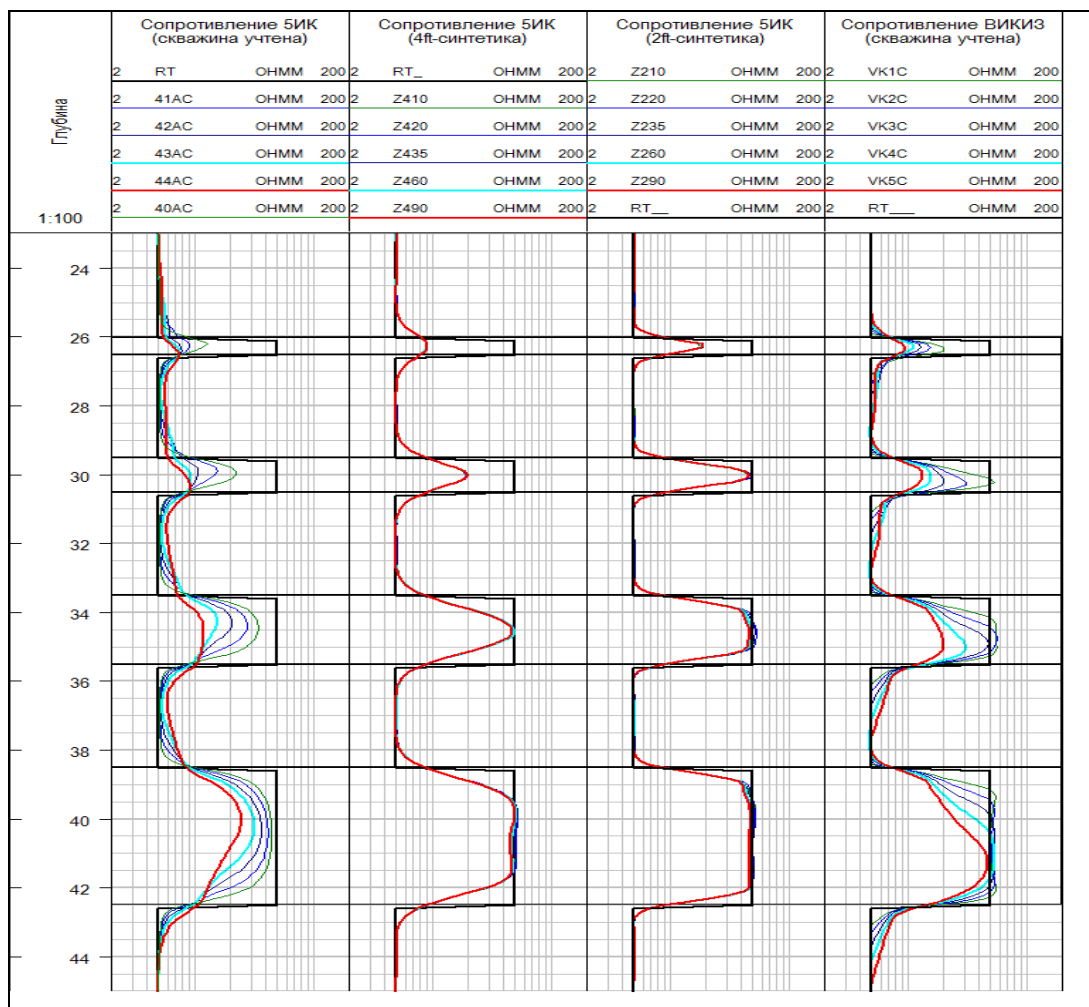 Сопротивление 5ИК Сопротивление 5ИК Сопротивление 5ИК Сопротивление ВИКИЗ
(скважина учтена) (4ft-синтетика) (2ft-синтетика) (скважина учтена)
Глубина
2 RT OHMM 200 2 RT_ OHMM 200 2 Z210 OHMM 200 2 VK1C OHMM 200
2 41AC OHMM 200 2 Z410 OHMM 200 2 Z220 OHMM 200 2 VK2C OHMM 200
2 42AC OHMM 200 2 Z420 OHMM 200 2 Z235 OHMM 200 2 VK3C OHMM 200
2 43AC OHMM 200 2 Z435 OHMM 200 2 Z260 OHMM 200 2 VK4C OHMM 200
2 44AC OHMM 200 2 Z460 OHMM 200 2 Z290 OHMM 200 2 VK5C OHMM 200
1:100 2 40AC OHMM 200 2 Z490 OHMM 200 2 RT__ OHMM 200 2 RT___ OHMM 200
24
26
28
30
32
34
36
38
40
42
44